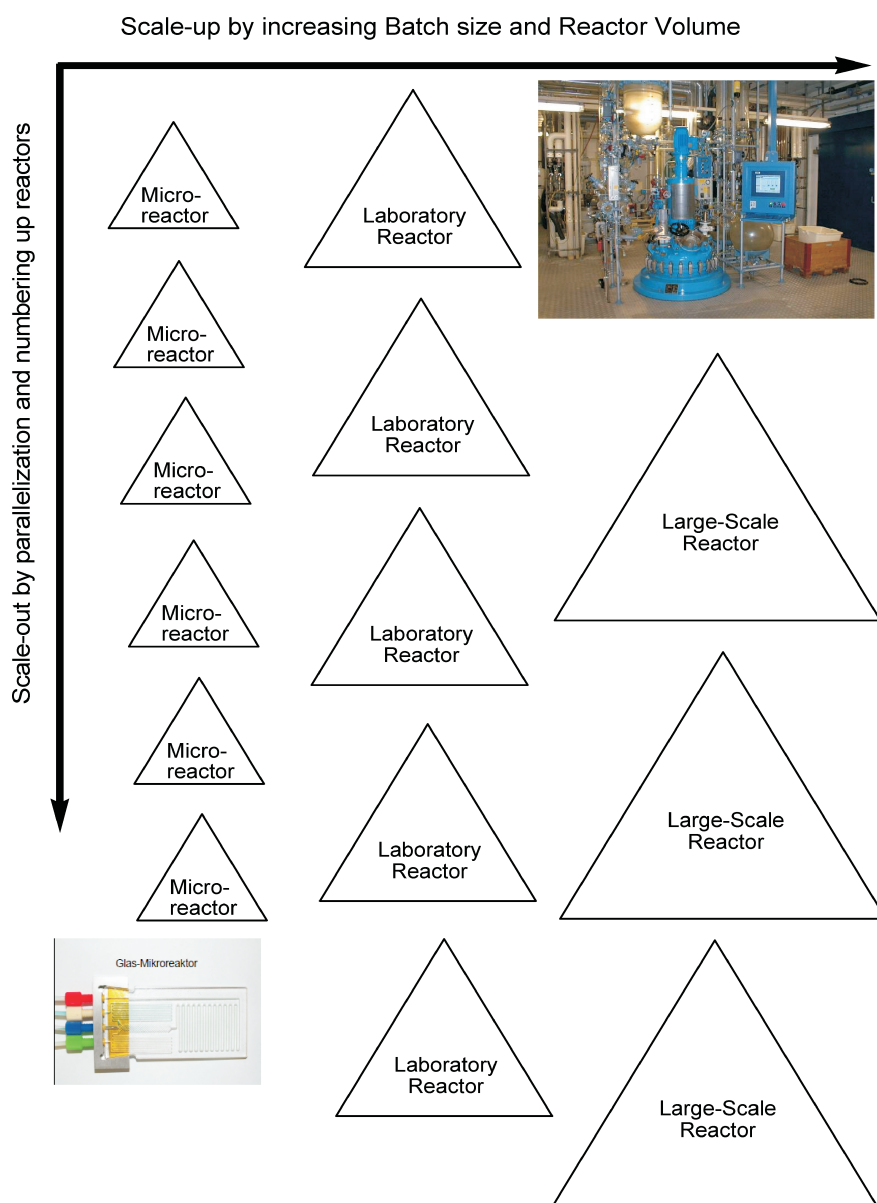 Scale-up by increasing Batch size and Reactor Volume
Scale-out by parallelization and numbering up reactors
Micro-
reactor
Laboratory
Reactor
Micro-
reactor
Laboratory
Reactor
Micro-
reactor
Large-Scale
Reactor
Micro-
reactor
Laboratory
Reactor
Micro-
reactor
Large-Scale
Reactor
Laboratory
Reactor
Micro-
reactor
Glas-Mikroreaktor
Laboratory
Reactor
Large-Scale
Reactor